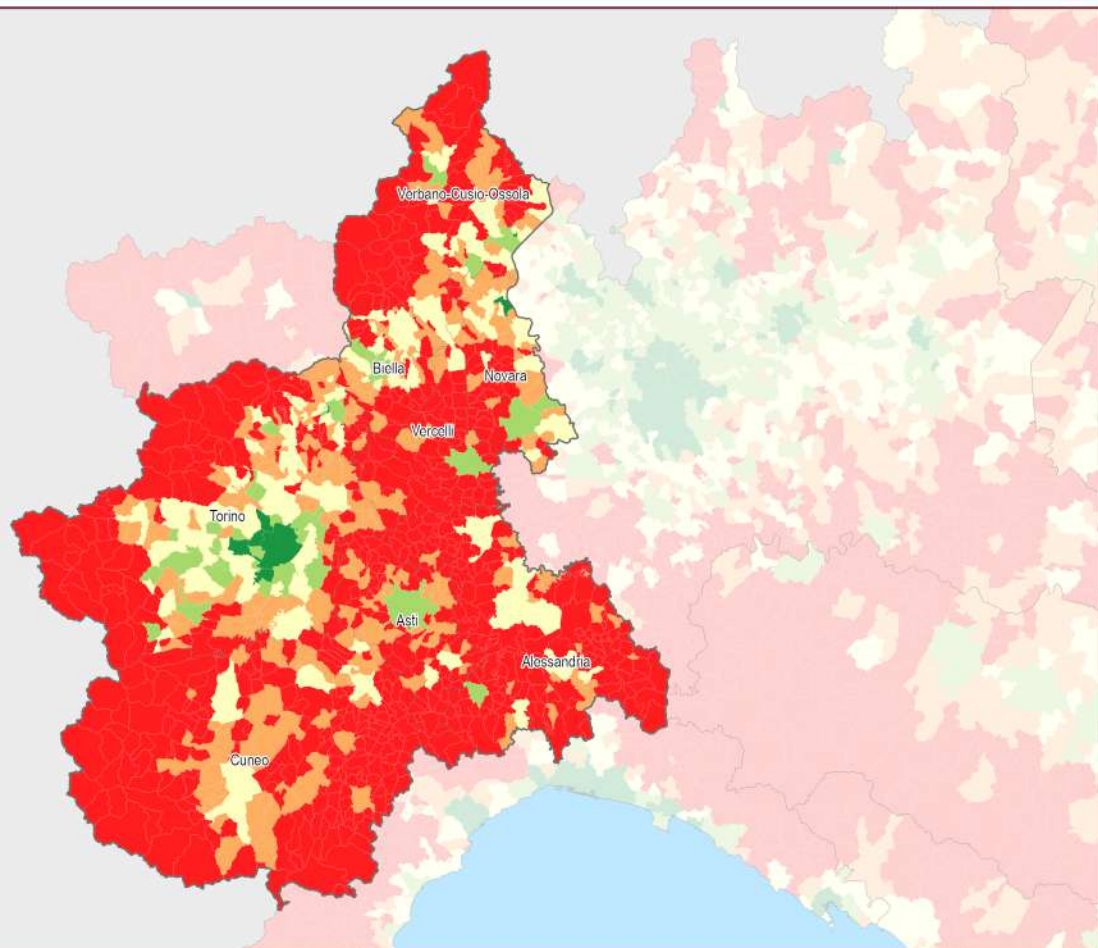 Verbano-Cusio-Ossola
Biella
Novara
Vercelli
Torino
Asti
Alessandria
Cuneo